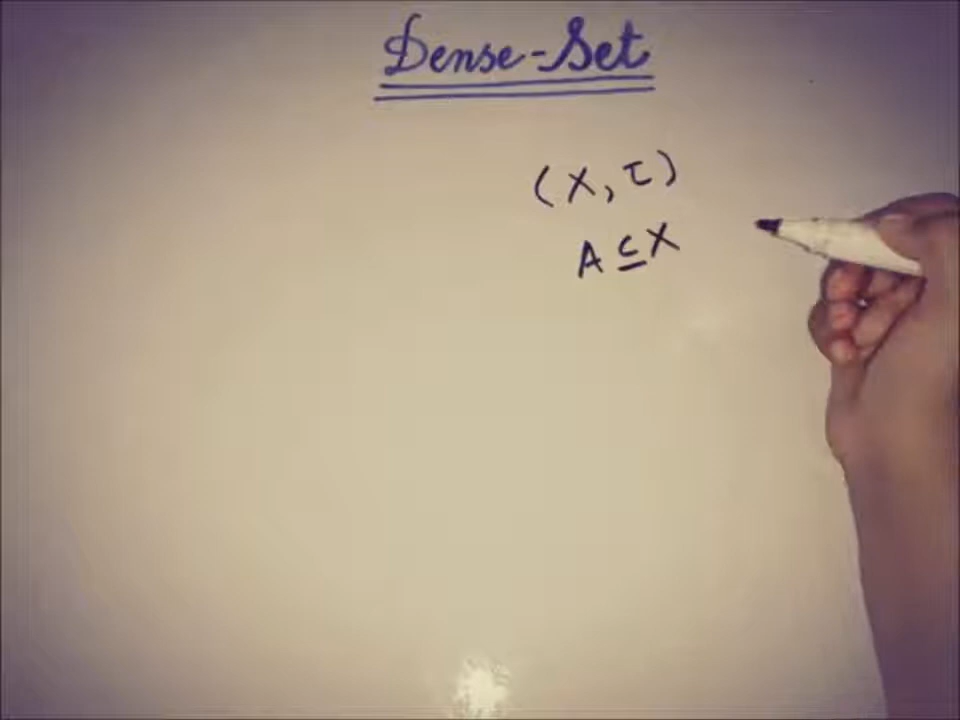 Dense-Set
(X, τ)
A ⊆ X